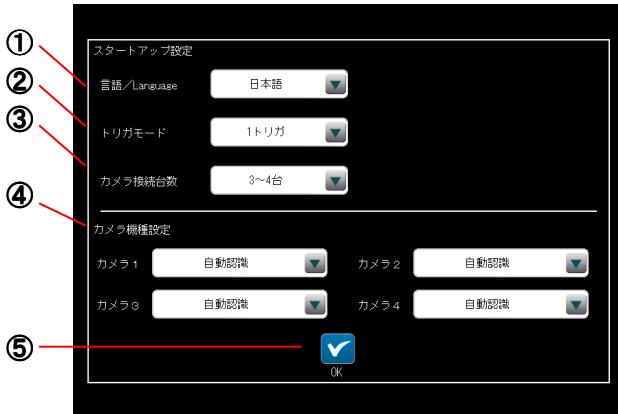 ①
スタートアップ設定
言語/Language 日本語
②
トリガモード 1トリガ
③
カメラ接続台数 3～4台
④
カメラ機種設定
カメラ1 自動認識 カメラ2 自動認識
カメラ3 自動認識 カメラ4 自動認識
⑤
OK